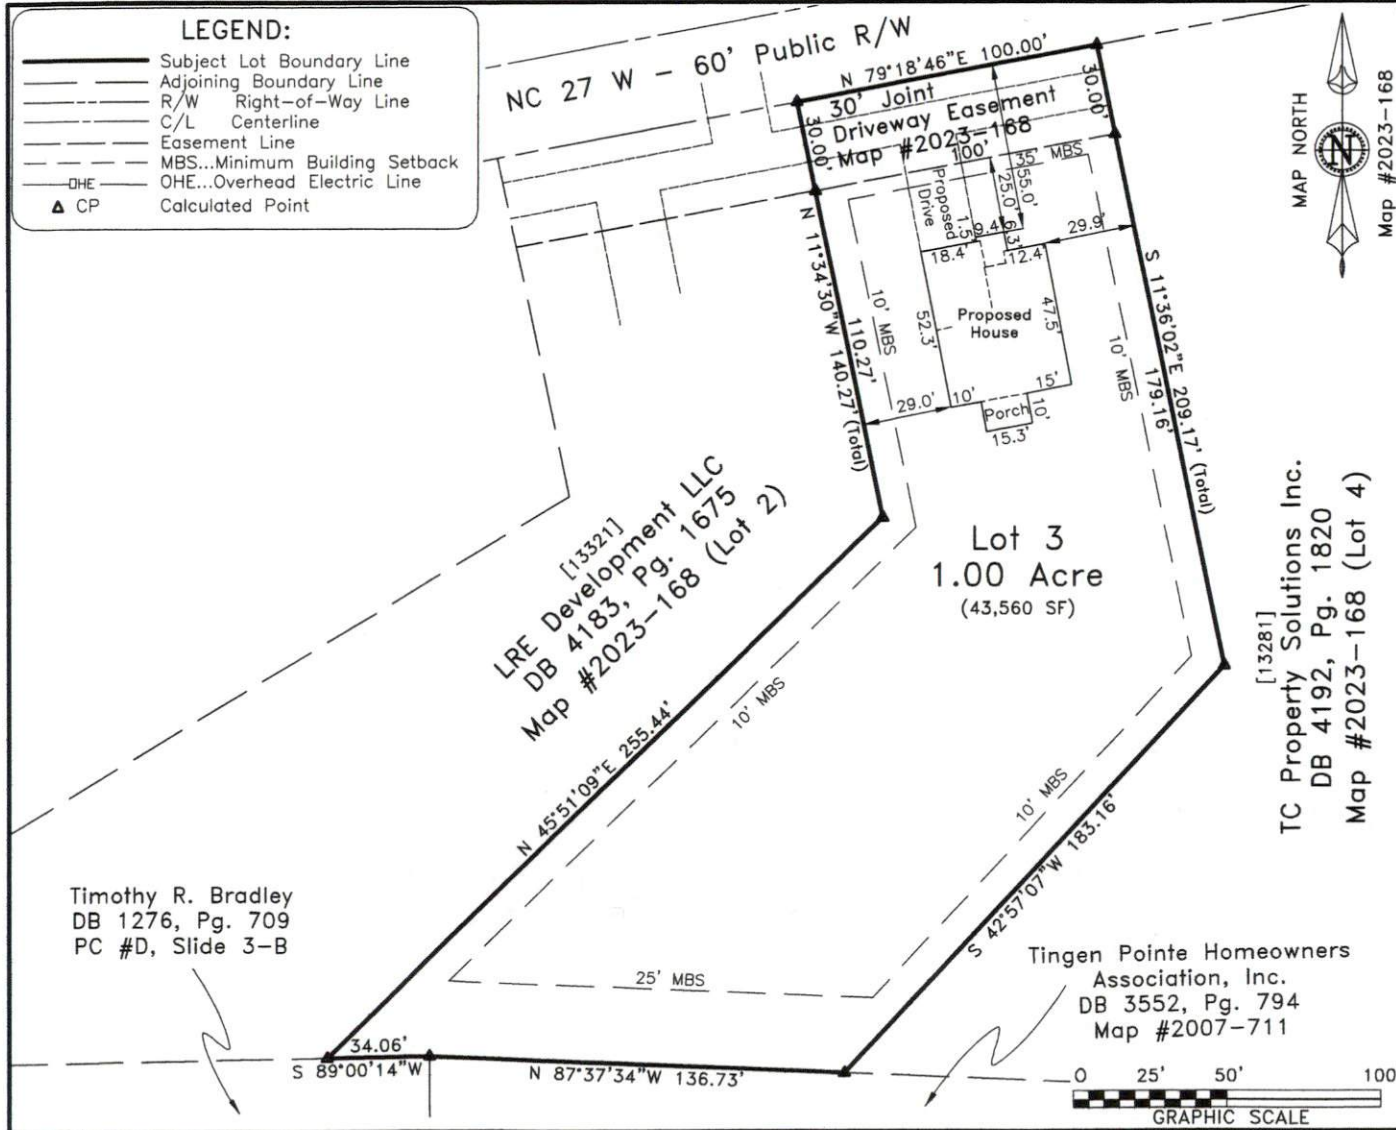 LEGEND:
Subject Lot Boundary Line
Adjoining Boundary Line
R/W Right-of-Way Line
C/L Centerline
Easement Line
MBS...Minimum Building Setback
OHE OHE...Overhead Electric Line
CP Calculated Point
NC 27 W - 60' Public R/W
N 79°18'46"E 100.00'
30' Joint
Driveway Easement
Map #2023-168
30.00'
30.00'
100'
35' MBS
MAP NORTH
N
Map #2023-168
Proposed
Drive
25.0'
55.0'
1.5'
9.4'
6.3'
18.4'
12.4'
29.9'
N 11°34'30"W 140.27' (Total)
110.27'
10' MBS
52.3'
Proposed
House
47.5'
S 11°36'02"E 209.17' (Total)
179.16'
10' MBS
29.0'
10'
15'
Porch
10'
15.3'
[13321]
LRE Development LLC
DB 4183, Pg. 1675
Map #2023-168 (Lot 2)
Lot 3
1.00 Acre
(43,560 SF)
[13281]
TC Property Solutions Inc.
DB 4192, Pg. 1820
Map #2023-168 (Lot 4)
N 45°51'09"E 255.44'
10' MBS
10' MBS
S 42°57'07"W 183.16'
Timothy R. Bradley
DB 1276, Pg. 709
PC #D, Slide 3-B
25' MBS
Tingen Pointe Homeowners
Association, Inc.
DB 3552, Pg. 794
Map #2007-711
34.06'
S 89°00'14"W
N 87°37'34"W 136.73'
0 25' 50' 100
GRAPHIC SCALE